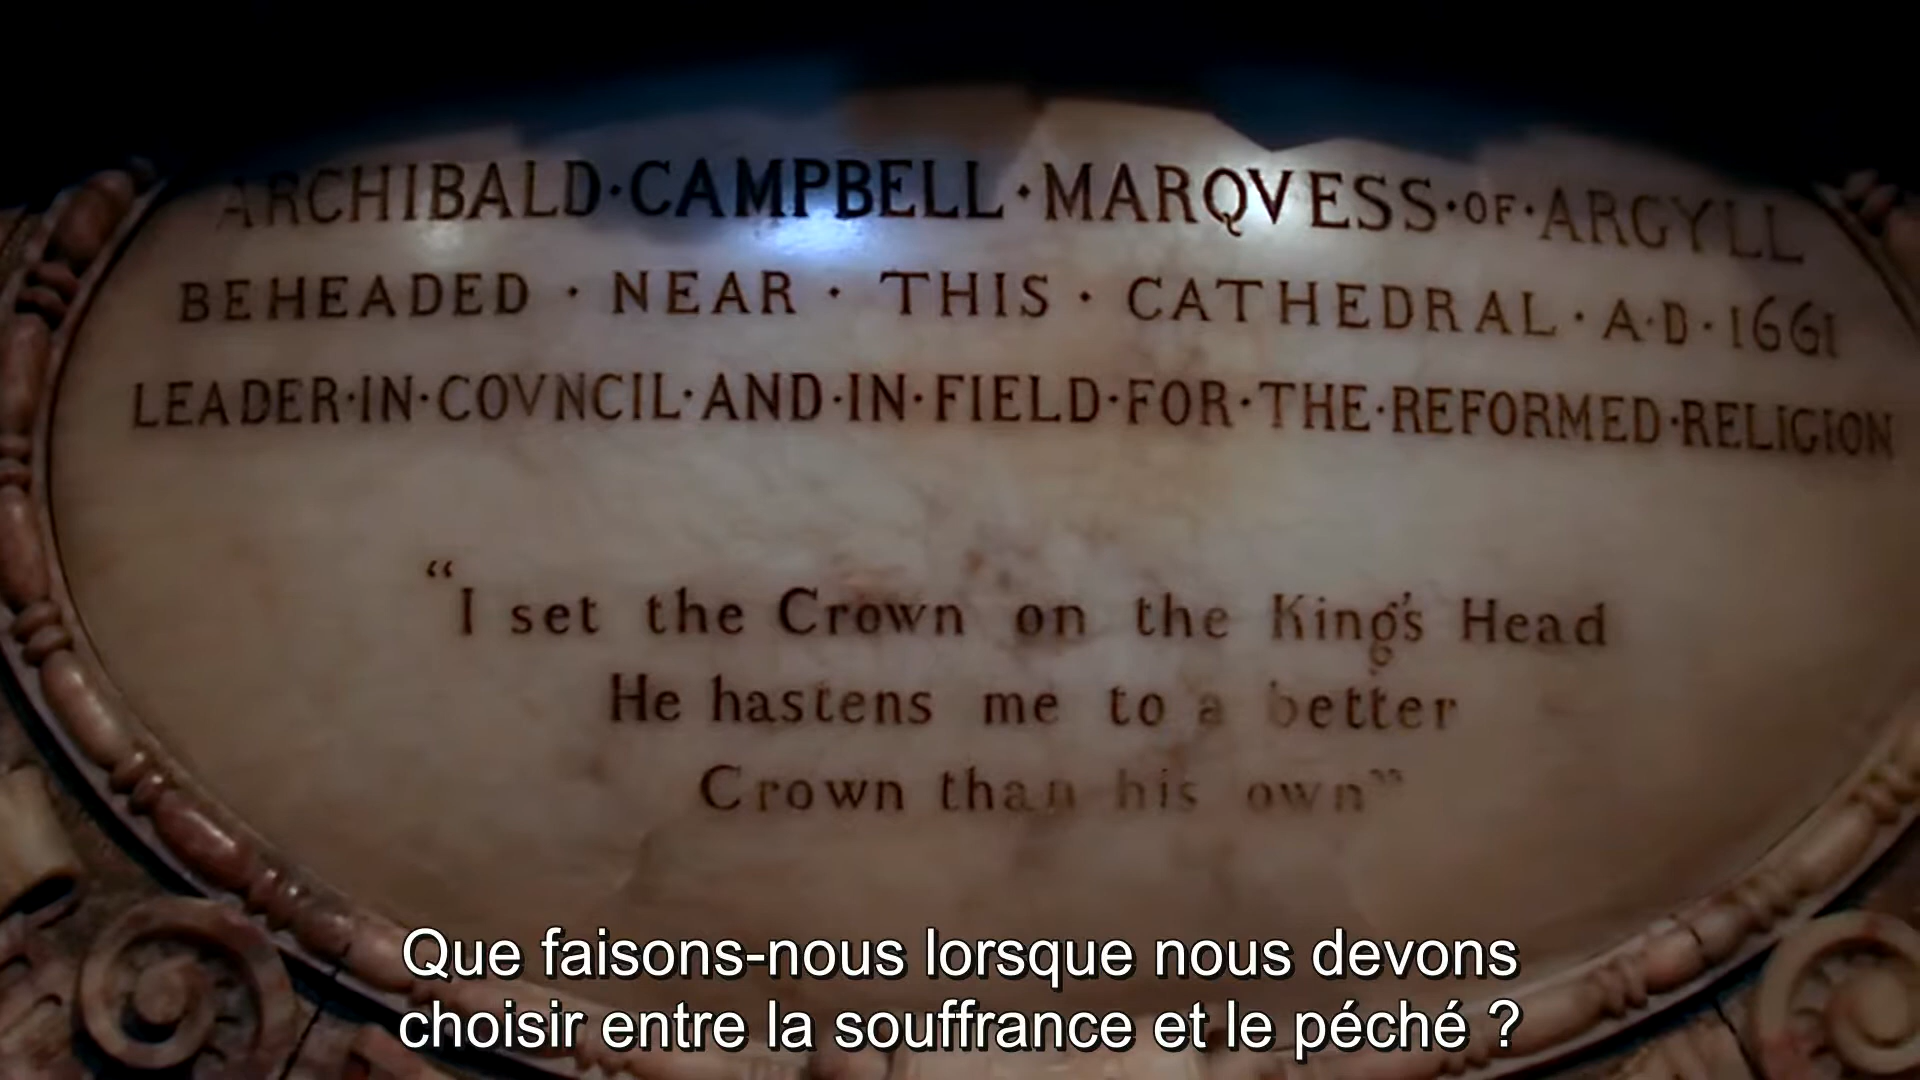 ARCHIBALD·CAMPBELL·MARQVESS·OF·ARGYLL
BEHEADED · NEAR · THIS · CATHEDRAL · A·D · 1661
LEADER·IN·COVNCIL·AND·IN·FIELD·FOR·THE·REFORMED·RELIGION
“I set the Crown on the King's Head
He hastens me to a better
Crown than his own”
Que faisons-nous lorsque nous devons
choisir entre la souffrance et le péché ?